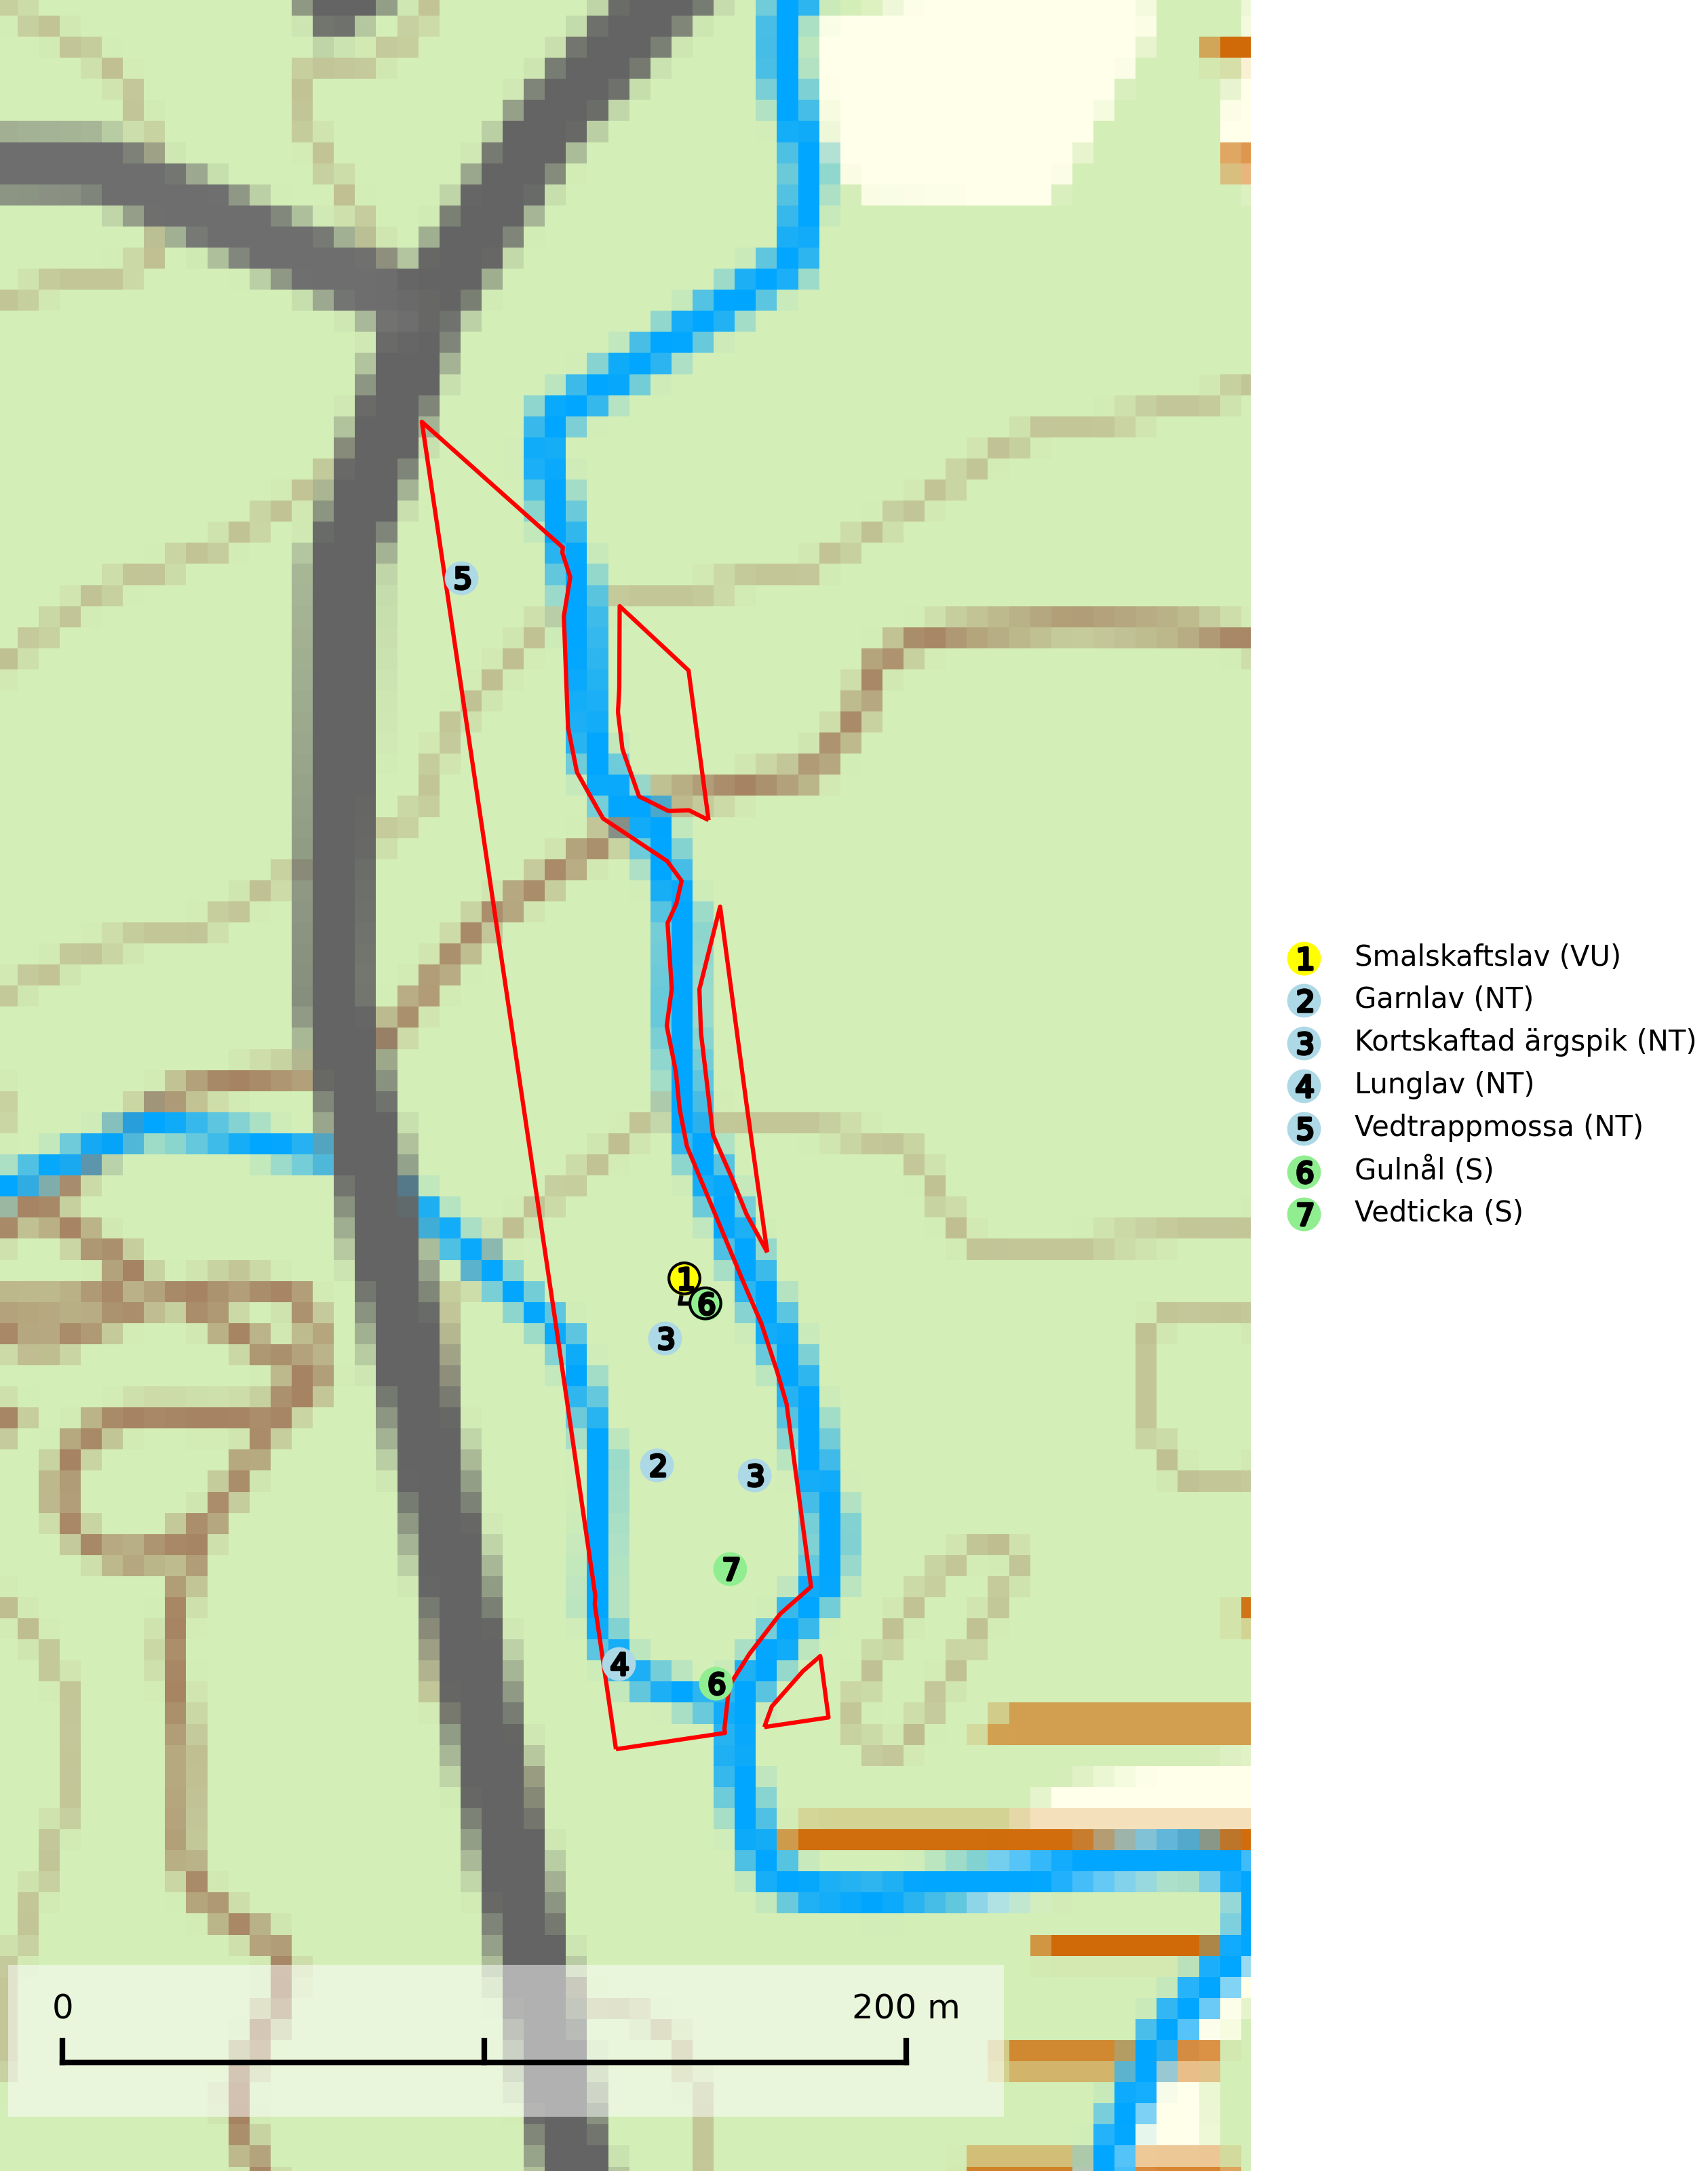 5
1
6
3
2
3
7
4
6
0 200 m
1 Smalskaftslav (VU)
2 Garnlav (NT)
3 Kortskaftad ärgspik (NT)
4 Lunglav (NT)
5 Vedtrappmossa (NT)
6 Gulnål (S)
7 Vedticka (S)